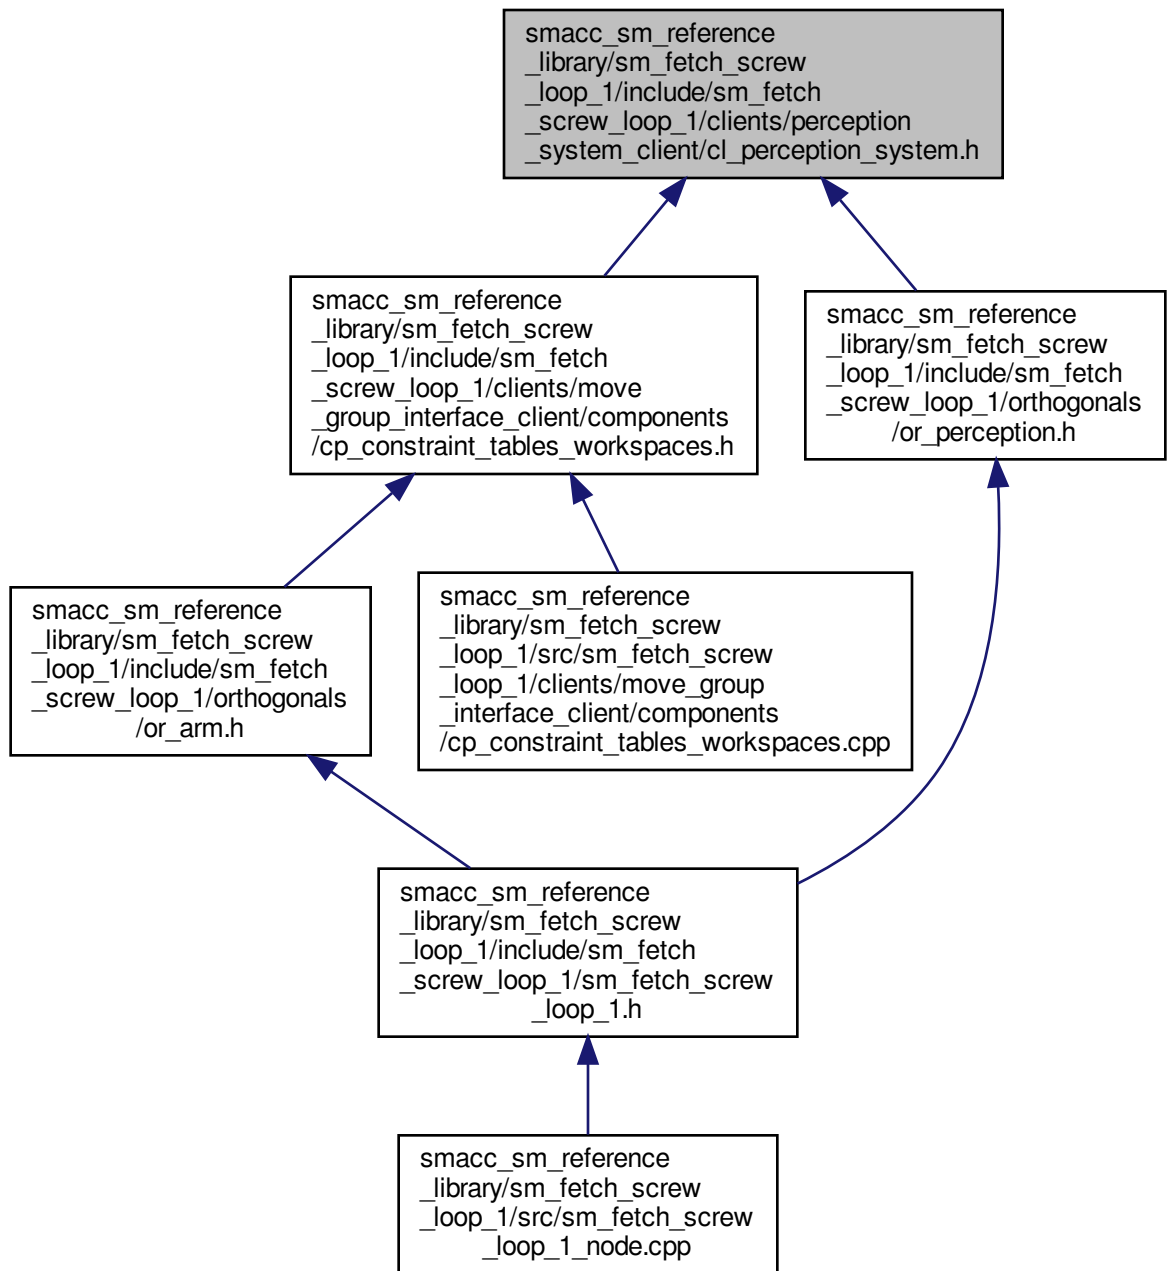 smacc_sm_reference
_library/sm_fetch_screw
_loop_1/include/sm_fetch
_screw_loop_1/clients/perception
_system_client/cl_perception_system.h
smacc_sm_reference
_library/sm_fetch_screw
_loop_1/include/sm_fetch
_screw_loop_1/clients/move
_group_interface_client/components
/cp_constraint_tables_workspaces.h
smacc_sm_reference
_library/sm_fetch_screw
_loop_1/include/sm_fetch
_screw_loop_1/orthogonals
/or_perception.h
smacc_sm_reference
_library/sm_fetch_screw
_loop_1/include/sm_fetch
_screw_loop_1/orthogonals
/or_arm.h
smacc_sm_reference
_library/sm_fetch_screw
_loop_1/src/sm_fetch_screw
_loop_1/clients/move_group
_interface_client/components
/cp_constraint_tables_workspaces.cpp
smacc_sm_reference
_library/sm_fetch_screw
_loop_1/include/sm_fetch
_screw_loop_1/sm_fetch_screw
_loop_1.h
smacc_sm_reference
_library/sm_fetch_screw
_loop_1/src/sm_fetch_screw
_loop_1_node.cpp